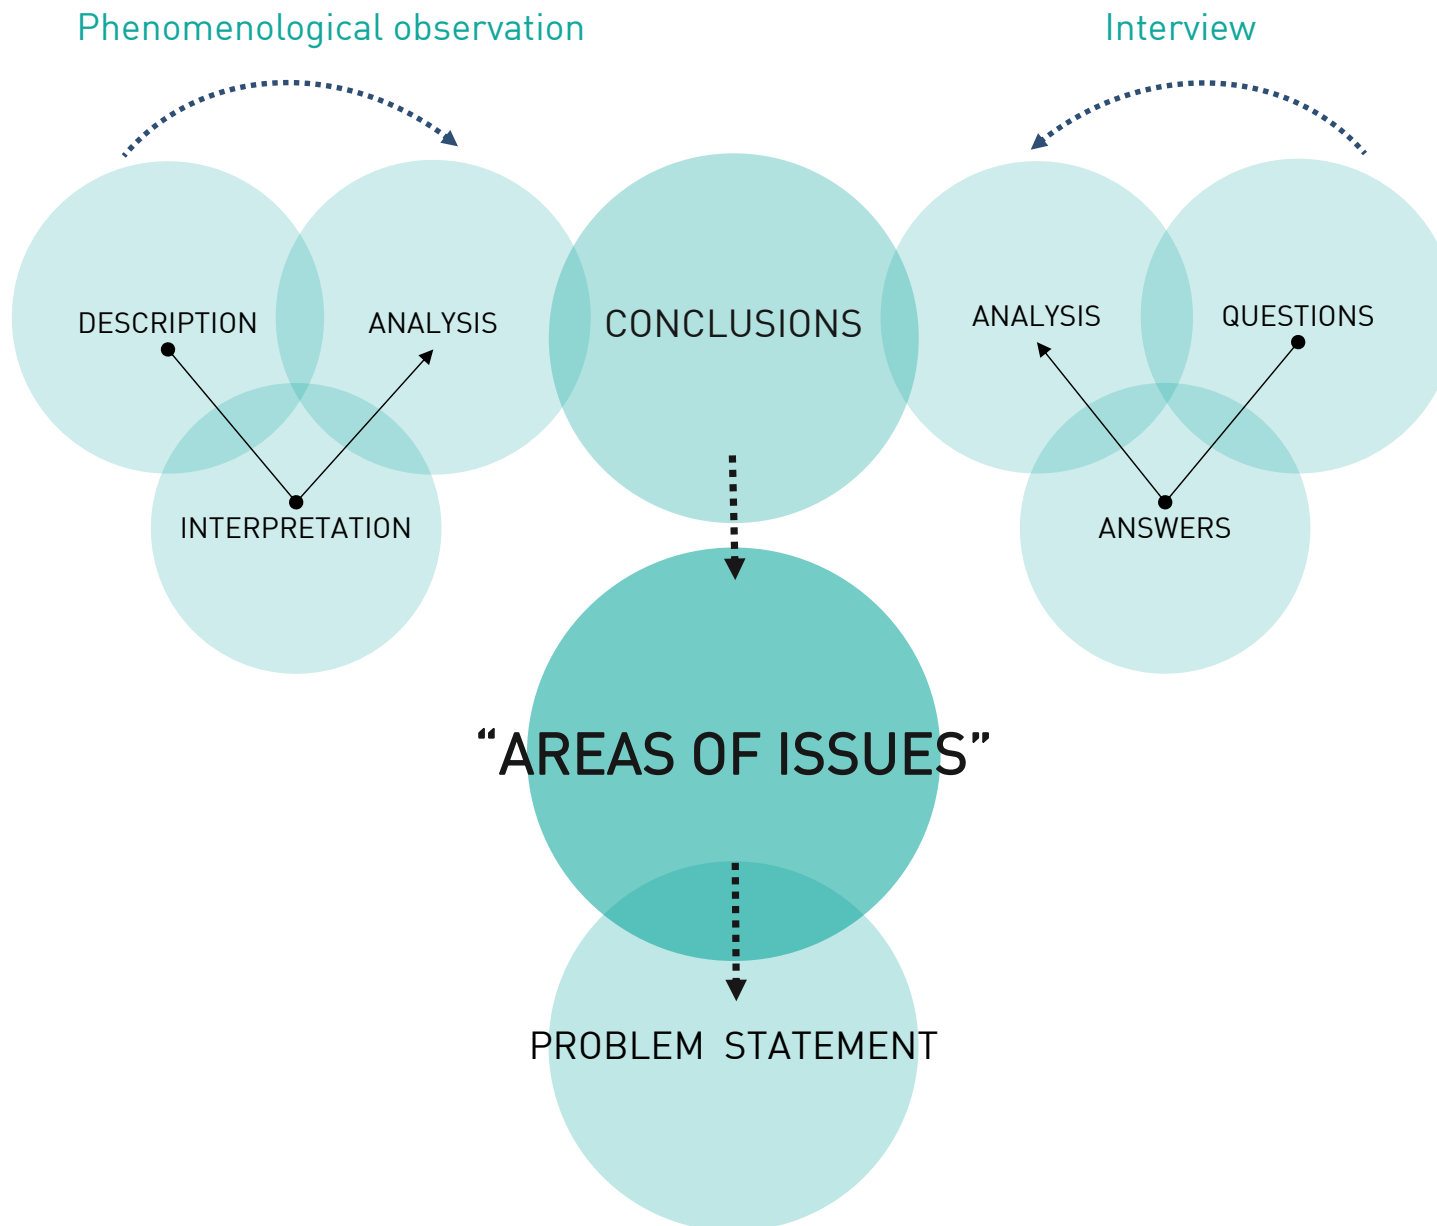 Phenomenological observation
Interview
DESCRIPTION
ANALYSIS
CONCLUSIONS
ANALYSIS
QUESTIONS
INTERPRETATION
ANSWERS
“AREAS OF ISSUES”
PROBLEM STATEMENT